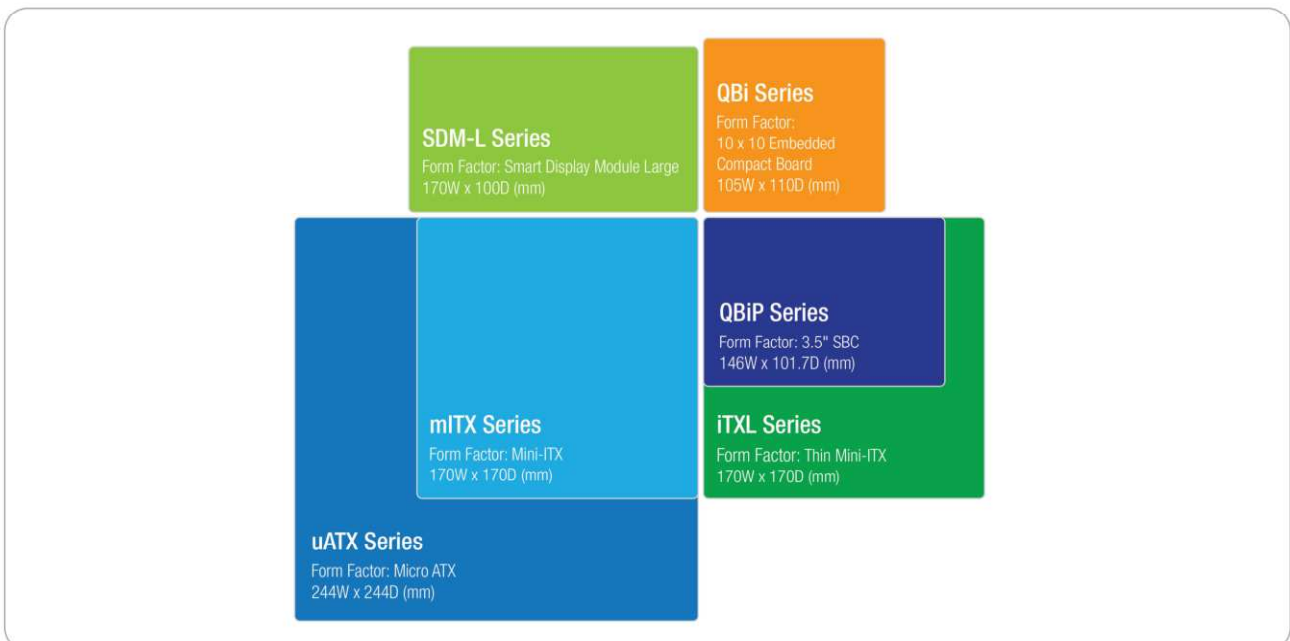 SDM-L Series
Form Factor: Smart Display Module Large
170W x 100D (mm)
QBi Series
Form Factor:
10 x 10 Embedded
Compact Board
105W x 110D (mm)
QBiP Series
Form Factor: 3.5" SBC
146W x 101.7D (mm)
mITX Series
Form Factor: Mini-ITX
170W x 170D (mm)
iTXL Series
Form Factor: Thin Mini-ITX
170W x 170D (mm)
uATX Series
Form Factor: Micro ATX
244W x 244D (mm)